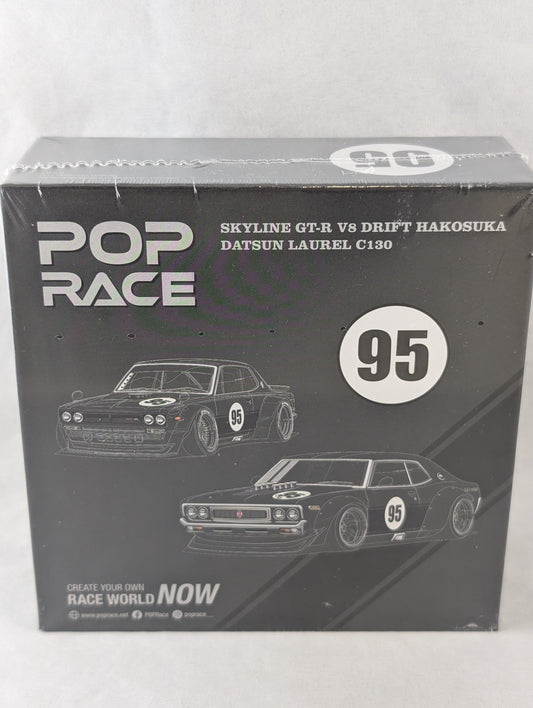 95
POP
RACE
SKYLINE GT-R V8 DRIFT HAKOSUKA
DATSUN LAUREL C130
95
95
95
CREATE YOUR OWN
RACE WORLD NOW
www.poprace.net POPRace poprace__